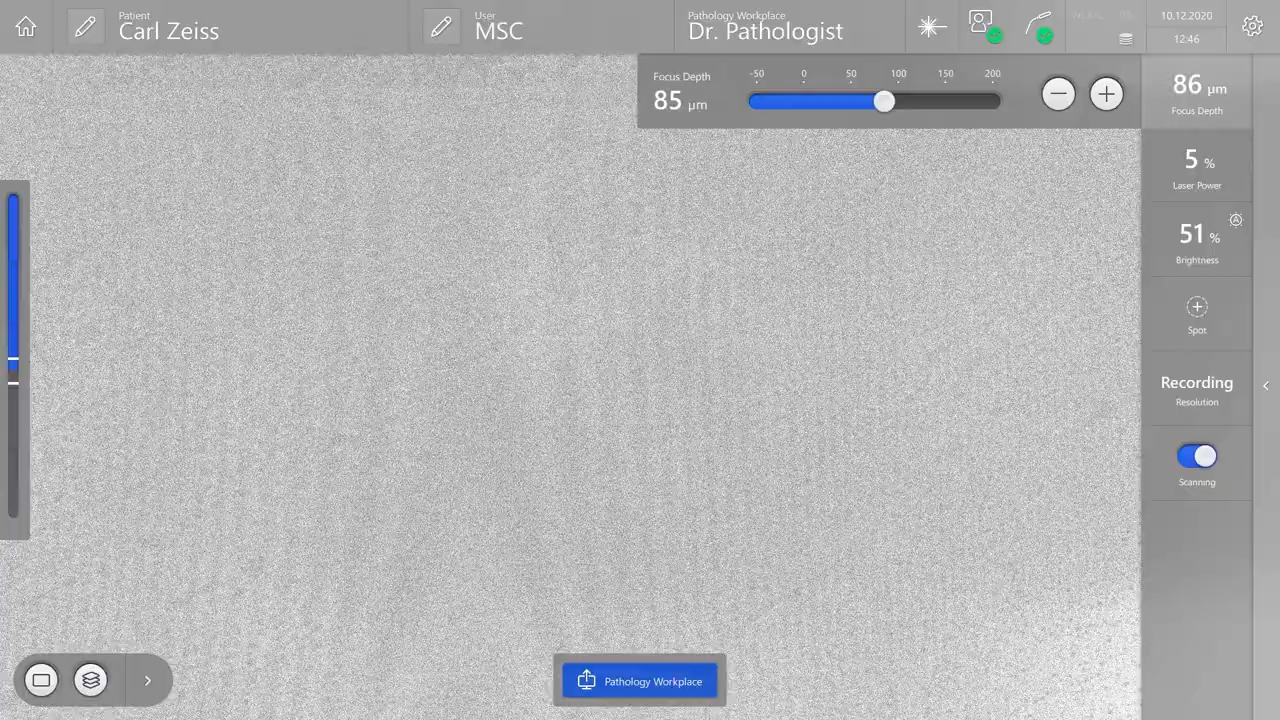 Patient
Carl Zeiss
User
MSC
Pathology Workplace
Dr. Pathologist
10.12.2020
12:46
Focus Depth
85 µm
-50 0 50 100 150 200
86 µm
Focus Depth
5 %
Laser Power
51 %
Brightness
Spot
Recording
Resolution
Scanning
Pathology Workplace